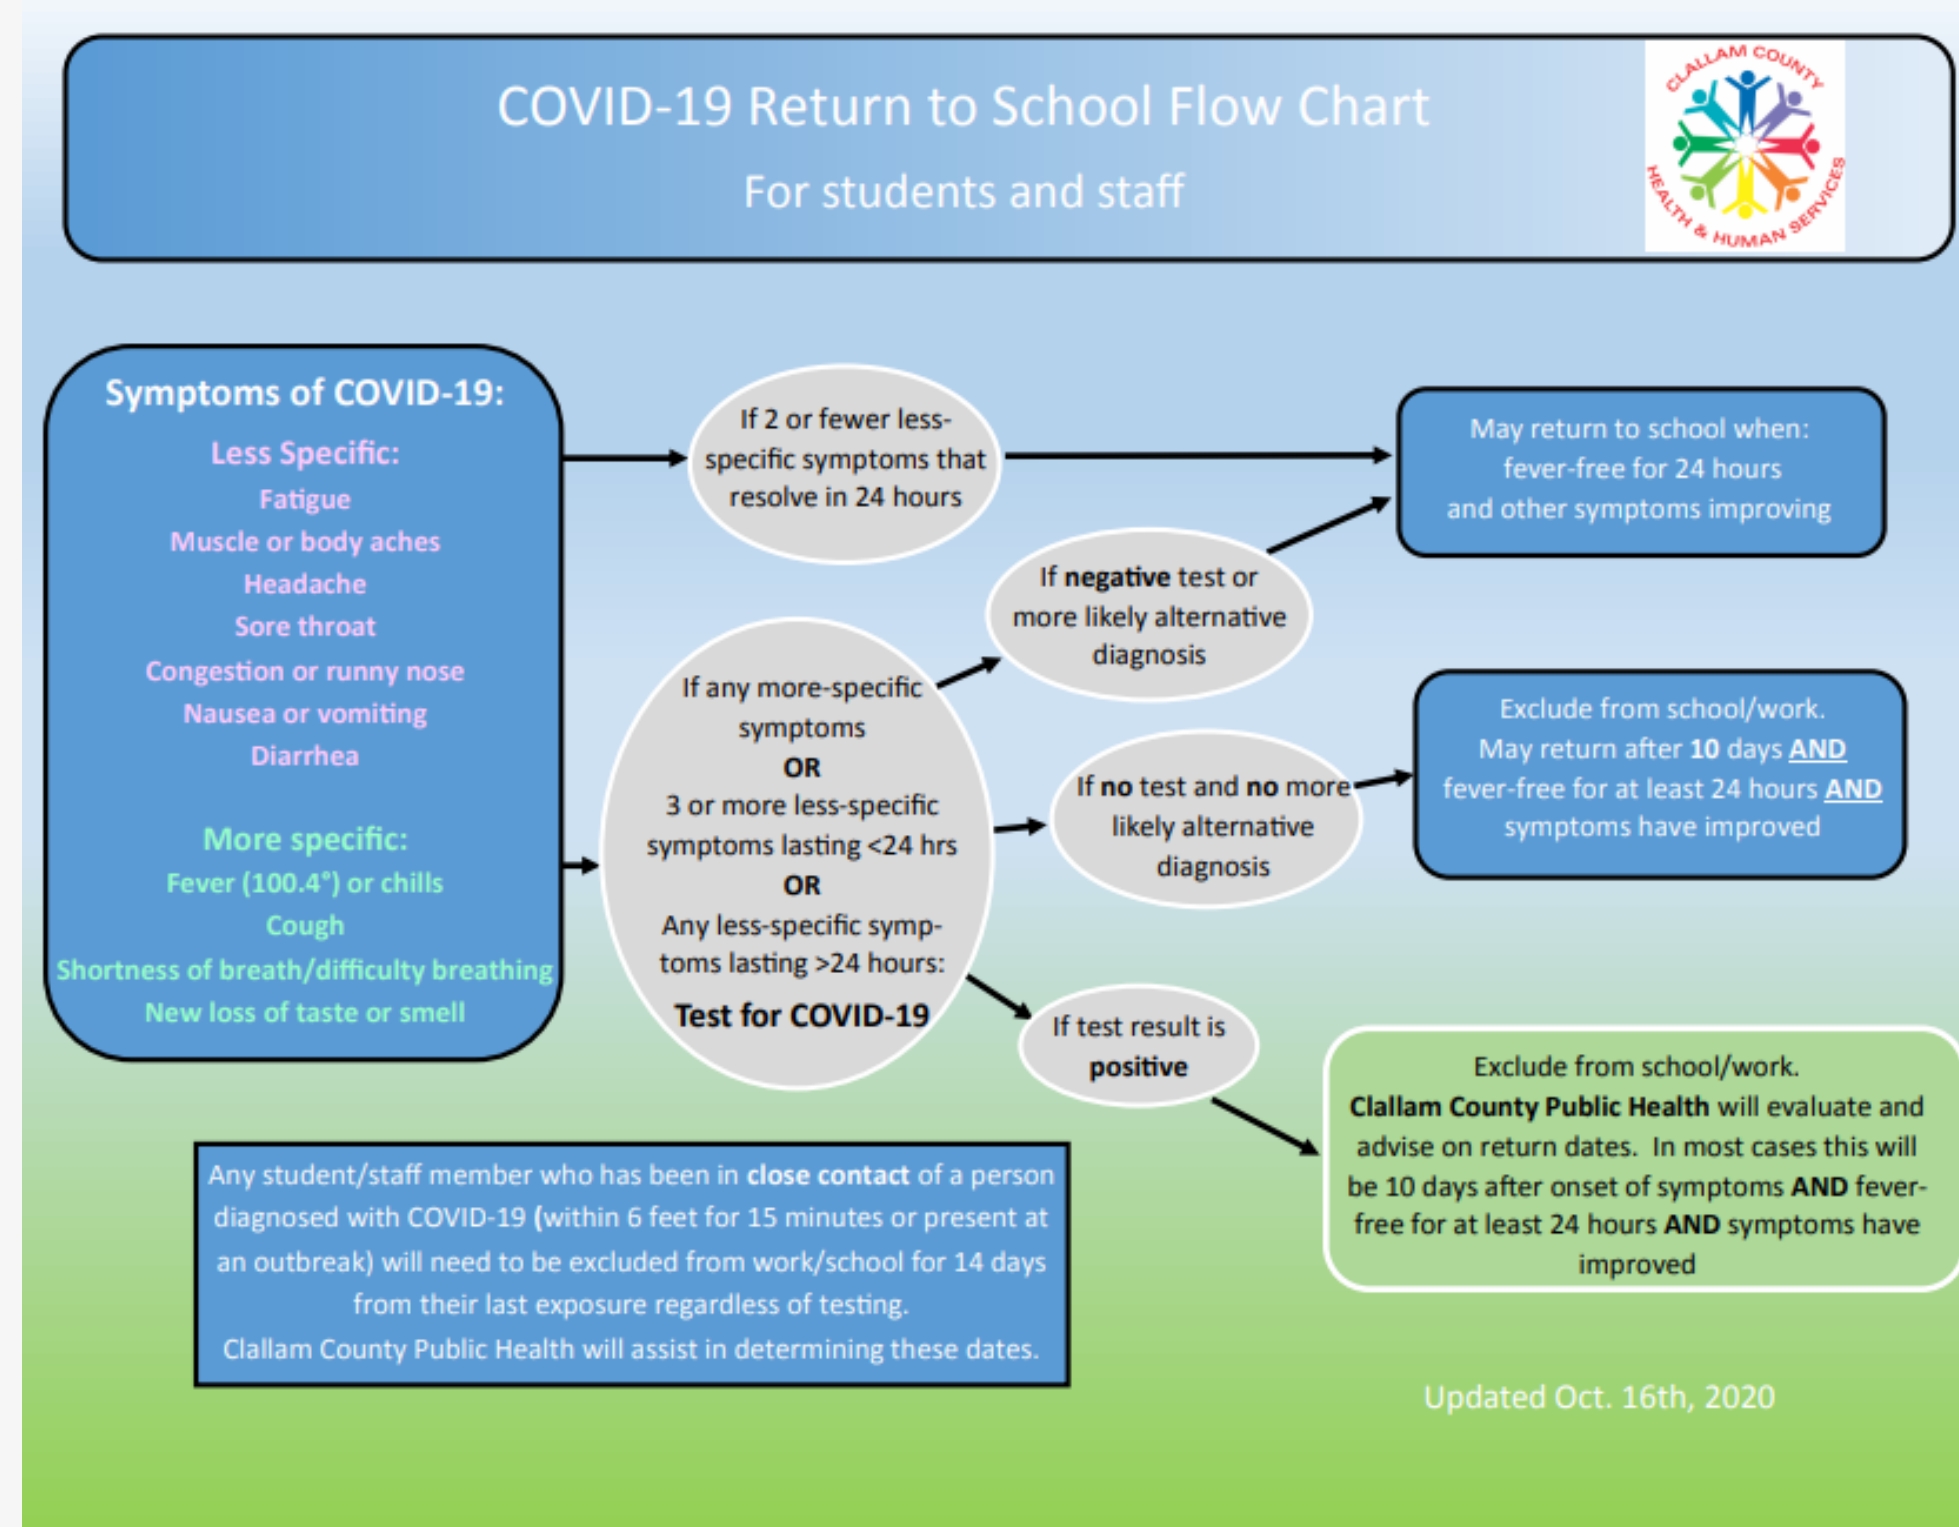 COVID-19 Return to School Flow Chart
For students and staff
CLALLAM COUNTY
HEALTH & HUMAN SERVICES
Symptoms of COVID-19:
Less Specific:
Fatigue
Muscle or body aches
Headache
Sore throat
Congestion or runny nose
Nausea or vomiting
Diarrhea
More specific:
Fever (100.4°) or chills
Cough
Shortness of breath/difficulty breathing
New loss of taste or smell
If 2 or fewer less-
specific symptoms that
resolve in 24 hours
May return to school when:
fever-free for 24 hours
and other symptoms improving
If any more-specific
symptoms
OR
3 or more less-specific
symptoms lasting <24 hrs
OR
Any less-specific symp-
toms lasting >24 hours:
Test for COVID-19
If negative test or
more likely alternative
diagnosis
If no test and no more
likely alternative
diagnosis
Exclude from school/work.
May return after 10 days AND
fever-free for at least 24 hours AND
symptoms have improved
If test result is
positive
Exclude from school/work.
Clallam County Public Health will evaluate and
advise on return dates.  In most cases this will
be 10 days after onset of symptoms AND fever-
free for at least 24 hours AND symptoms have
improved
Any student/staff member who has been in close contact of a person
diagnosed with COVID-19 (within 6 feet for 15 minutes or present at
an outbreak) will need to be excluded from work/school for 14 days
from their last exposure regardless of testing.
Clallam County Public Health will assist in determining these dates.
Updated Oct. 16th, 2020